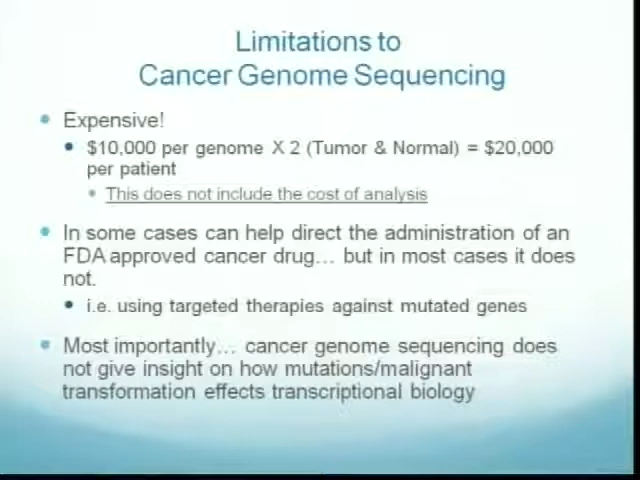 Limitations to
Cancer Genome Sequencing
Expensive!
$10,000 per genome X 2 (Tumor & Normal) = $20,000
per patient
This does not include the cost of analysis
In some cases can help direct the administration of an
FDA approved cancer drug... but in most cases it does
not.
i.e. using targeted therapies against mutated genes
Most importantly... cancer genome sequencing does
not give insight on how mutations/malignant
transformation effects transcriptional biology